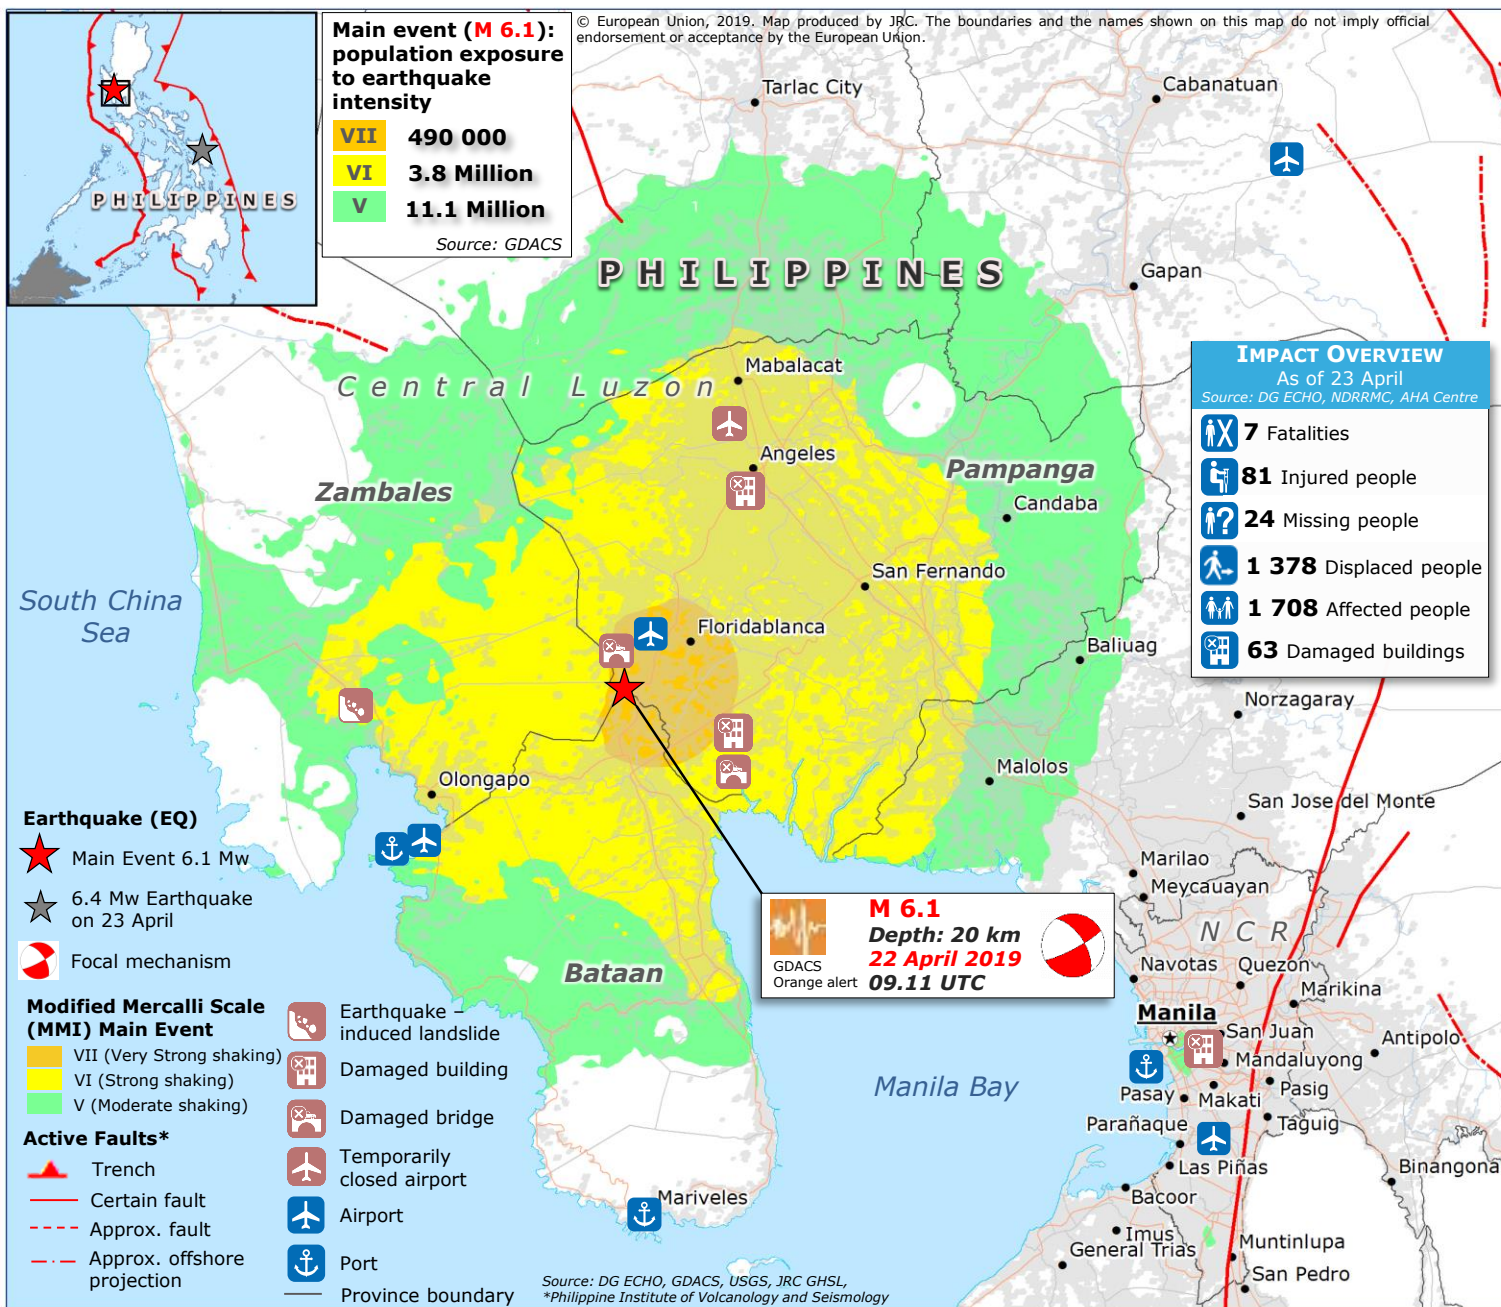 © European Union, 2019. Map produced by JRC. The boundaries and the names shown on this map do not imply official
endorsement or acceptance by the European Union.
PHILIPPINES
Main event (M 6.1):
population exposure
to earthquake
intensity
VII 490 000
VI 3.8 Million
V 11.1 Million
Source: GDACS
Tarlac City
Cabanatuan
Gapan
PHILIPPINES
IMPACT OVERVIEW
As of 23 April
Source: DG ECHO, NDRRMC, AHA Centre
7 Fatalities
81 Injured people
24 Missing people
1 378 Displaced people
1 708 Affected people
63 Damaged buildings
Mabalacat
Central Luzon
Angeles
Pampanga
Zambales
Candaba
San Fernando
South China
Sea
Floridablanca
Baliuag
Norzagaray
Olongapo
Malolos
San Jose del Monte
Marilao
Meycauayan
NCR
Navotas
Quezon
Marikina
Manila
San Juan
Antipolo
Mandaluyong
Pasay
Makati
Pasig
Parañaque
Taguig
Las Piñas
Binangona
Bacoor
Imus
General Trias
Muntinlupa
San Pedro
Bataan
Manila Bay
Mariveles
M 6.1
Depth: 20 km
22 April 2019
09.11 UTC
GDACS
Orange alert
Earthquake (EQ)
Main Event 6.1 Mw
6.4 Mw Earthquake
on 23 April
Focal mechanism
Modified Mercalli Scale
(MMI) Main Event
VII (Very Strong shaking)
VI (Strong shaking)
V (Moderate shaking)
Active Faults*
Trench
Certain fault
Approx. fault
Approx. offshore
projection
Earthquake –
induced landslide
Damaged building
Damaged bridge
Temporarily
closed airport
Airport
Port
Province boundary
Source: DG ECHO, GDACS, USGS, JRC GHSL,
*Philippine Institute of Volcanology and Seismology